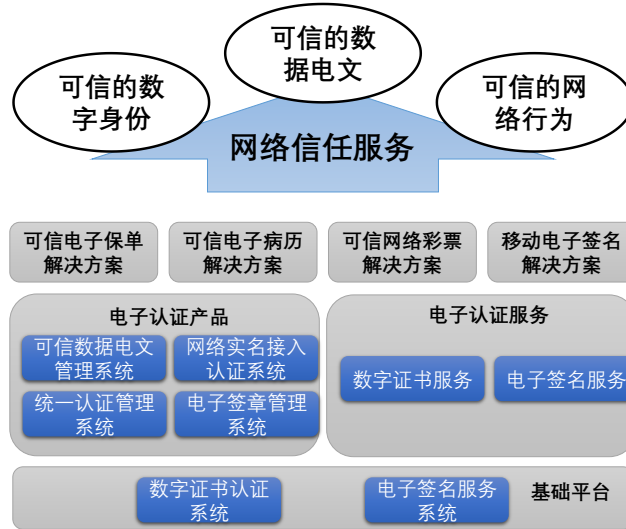 可信的数
据电文
可信的数
字身份
可信的网
络行为
网络信任服务
可信电子保单
解决方案
可信电子病历
解决方案
可信网络彩票
解决方案
移动电子签名
解决方案
电子认证产品
可信数据电文
管理系统
网络实名接入
认证系统
统一认证管理
系统
电子签章管理
系统
电子认证服务
数字证书服务
电子签名服务
数字证书认证
系统
电子签名服务
系统
基础平台